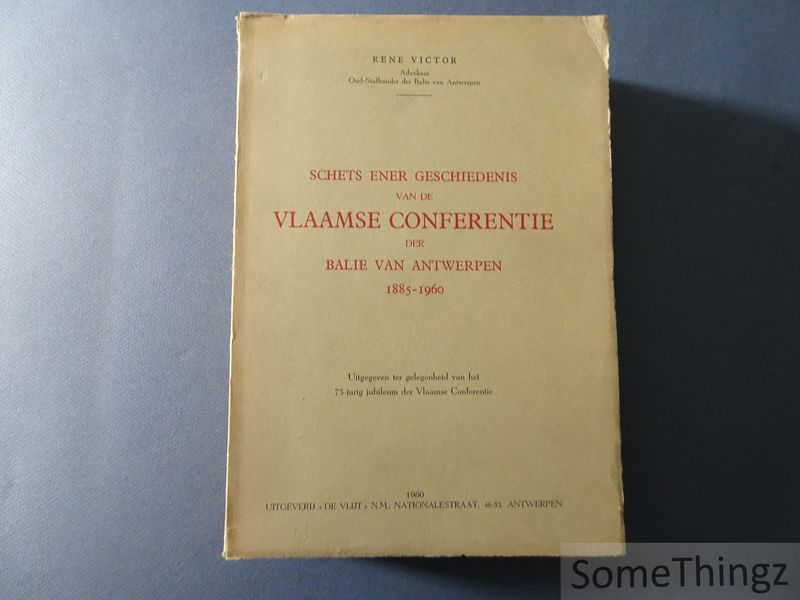 RENE VICTOR
Advokaat
Oud-Stafhouder der Balie van Antwerpen
SCHETS ENER GESCHIEDENIS
VAN DE
VLAAMSE CONFERENTIE
DER
BALIE VAN ANTWERPEN
1885-1960
Uitgegeven ter gelegenheid van het
75-jarig jubileum der Vlaamse Conferentie
1960
UITGEVERIJ « DE VLIJT » N.M. NATIONALESTRAAT, 46-52, ANTWERPEN
SomeThingz